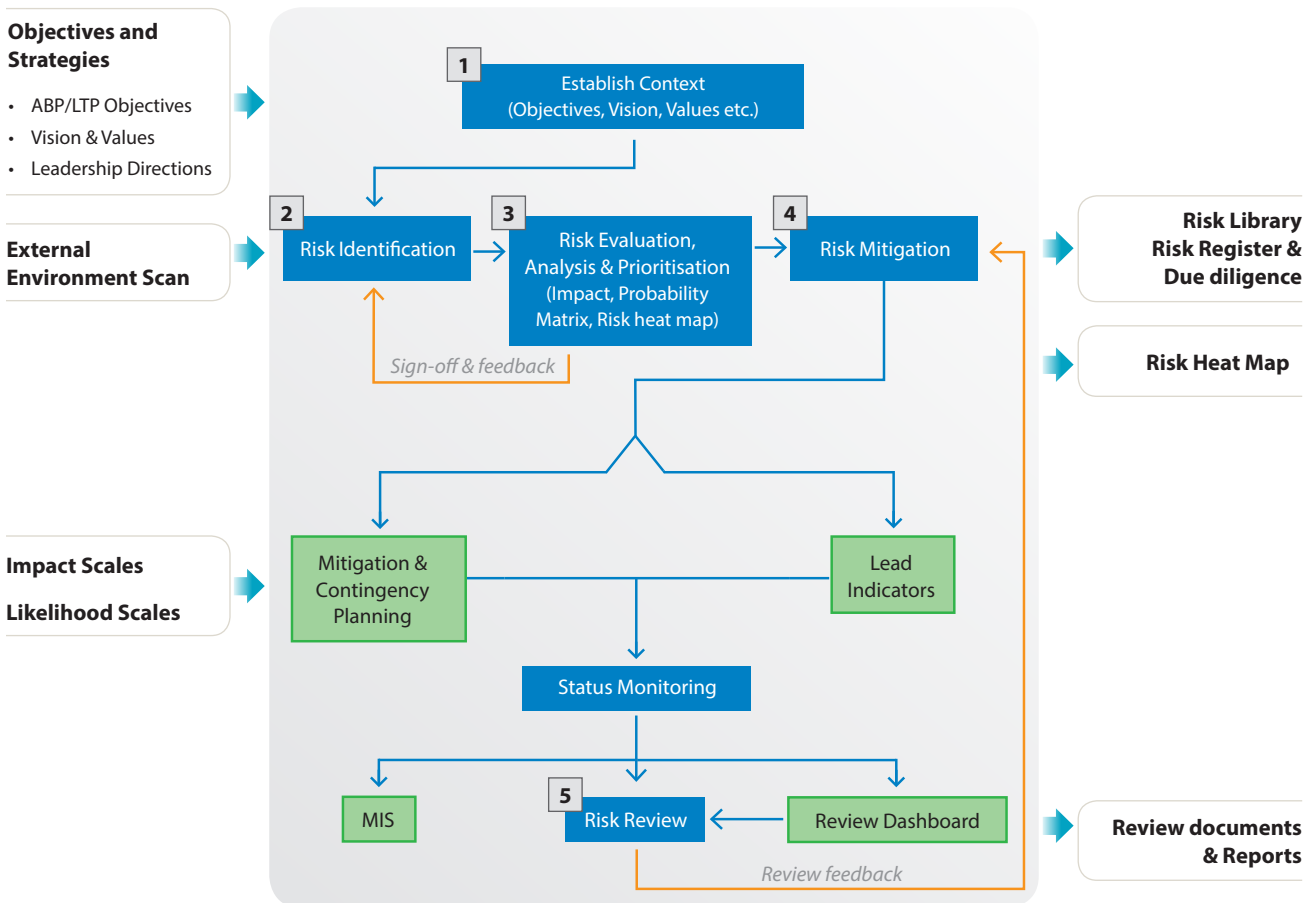 Objectives and
Strategies
• ABP/LTP Objectives
• Vision & Values
• Leadership Directions
External
Environment Scan
Impact Scales
Likelihood Scales
1
Establish Context
(Objectives, Vision, Values etc.)
2
Risk Identification
3
Risk Evaluation,
Analysis & Prioritisation
(Impact, Probability
Matrix, Risk heat map)
4
Risk Mitigation
Sign-off & feedback
Mitigation &
Contingency
Planning
Lead
Indicators
Status Monitoring
MIS
5
Risk Review
Review Dashboard
Review feedback
Risk Library
Risk Register &
Due diligence
Risk Heat Map
Review documents
& Reports